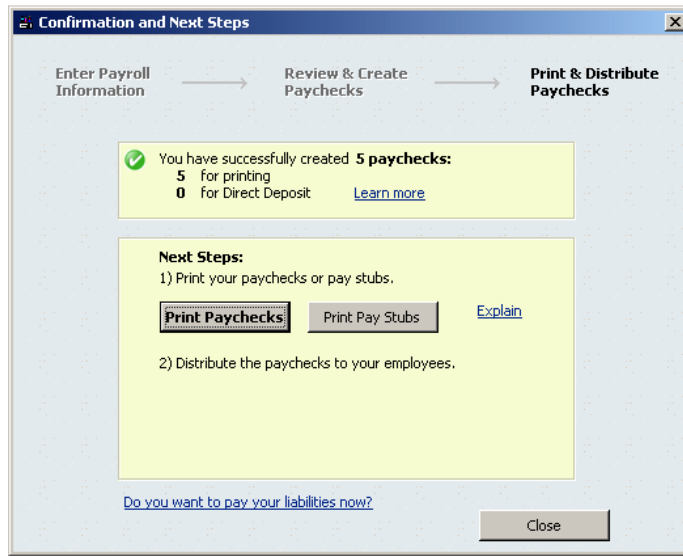 Confirmation and Next Steps
Enter Payroll
Information
Review & Create
Paychecks
Print & Distribute
Paychecks
You have successfully created 5 paychecks:
5 for printing
0 for Direct Deposit Learn more
Next Steps:
1) Print your paychecks or pay stubs.
Print Paychecks Print Pay Stubs Explain
2) Distribute the paychecks to your employees.
Do you want to pay your liabilities now?
Close